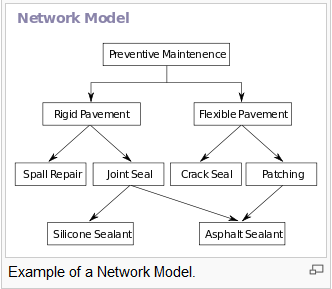 Network Model
Preventive Maintenence
Rigid Pavement
Flexible Pavement
Spall Repair
Joint Seal
Crack Seal
Patching
Silicone Sealant
Asphalt Sealant
Example of a Network Model.